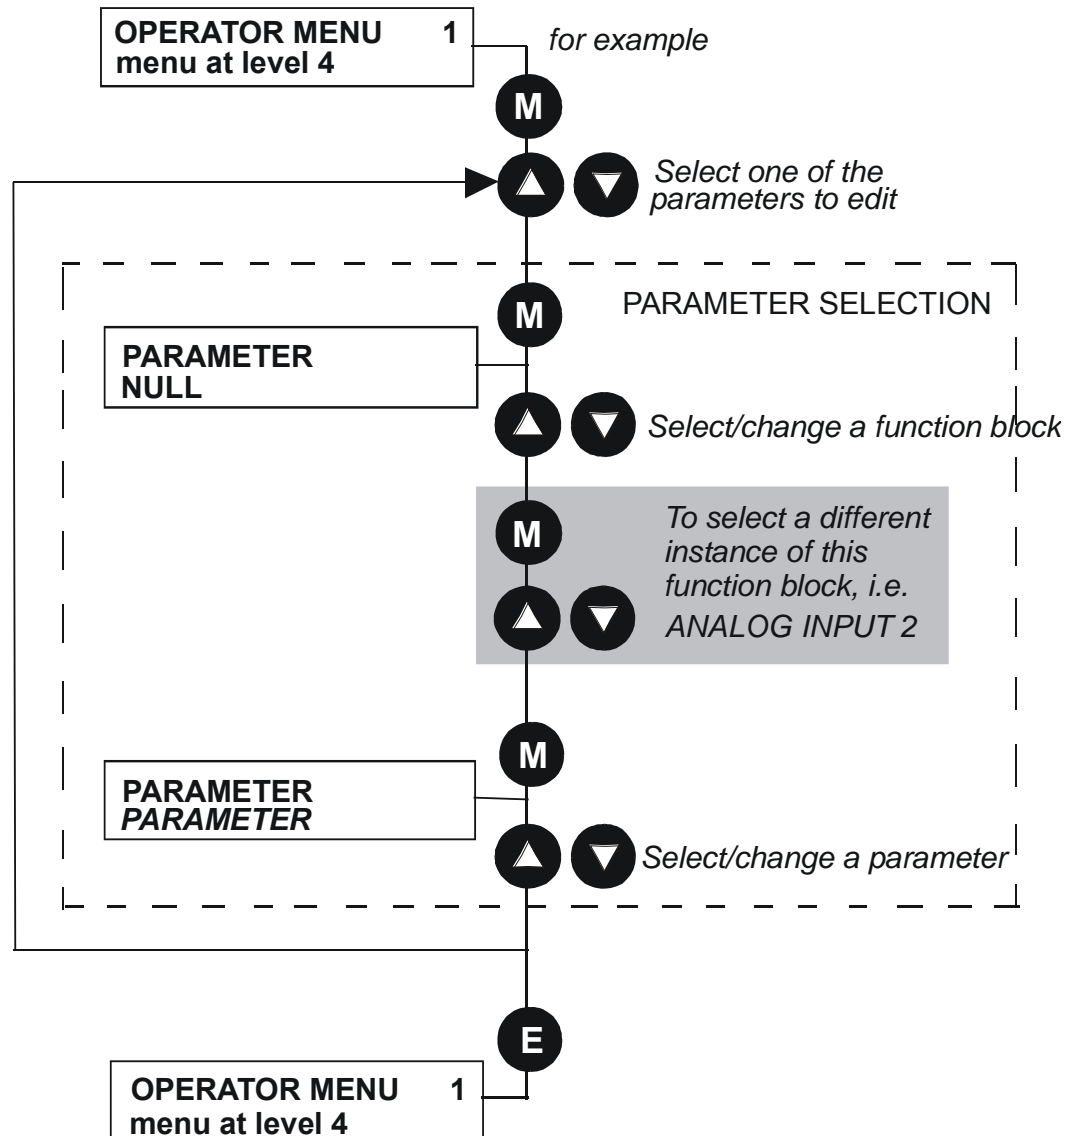 OPERATOR MENU 1
menu at level 4
for example
M
Select one of the
parameters to edit
M
PARAMETER SELECTION
PARAMETER
NULL
Select/change a function block
M
To select a different
instance of this
function block, i.e.
ANALOG INPUT 2
M
PARAMETER
PARAMETER
Select/change a parameter
E
OPERATOR MENU 1
menu at level 4